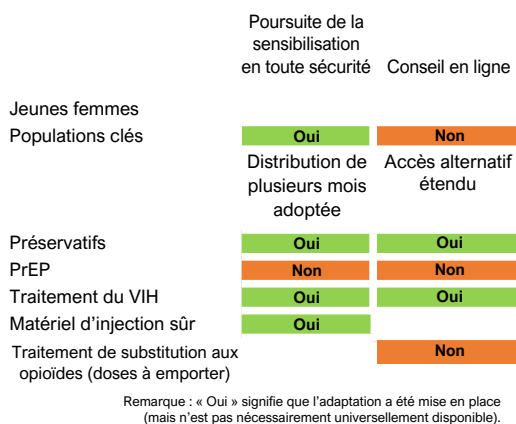 Poursuite de la
sensibilisation
en toute sécurité
Conseil en ligne
Jeunes femmes
Populations clés
Oui
Non
Distribution de
plusieurs mois
adoptée
Accès alternatif
étendu
Préservatifs
Oui
Oui
PrEP
Non
Non
Traitement du VIH
Oui
Oui
Matériel d’injection sûr
Oui
Traitement de substitution aux
opioïdes (doses à emporter)
Non
Remarque : « Oui » signifie que l’adaptation a été mise en place
(mais n’est pas nécessairement universellement disponible).